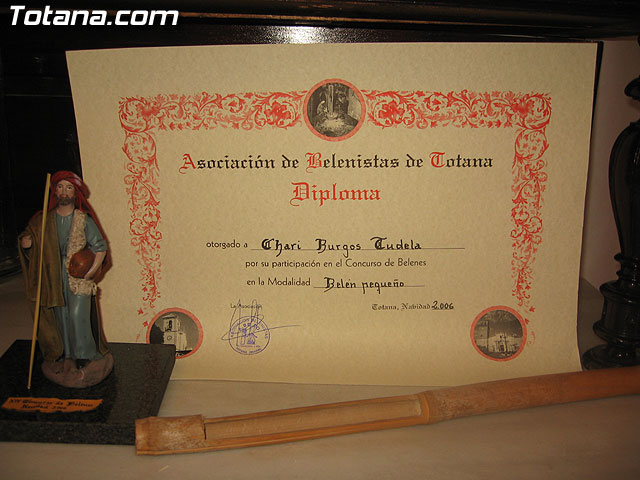 Totana.com
Asociación de Belenistas de Totana
Diploma
otorgado a Chari Burgos Tudela
por su participación en el Concurso de Belenes
en la Modalidad Belén pequeño
La Asociación
Totana, Navidad 2006